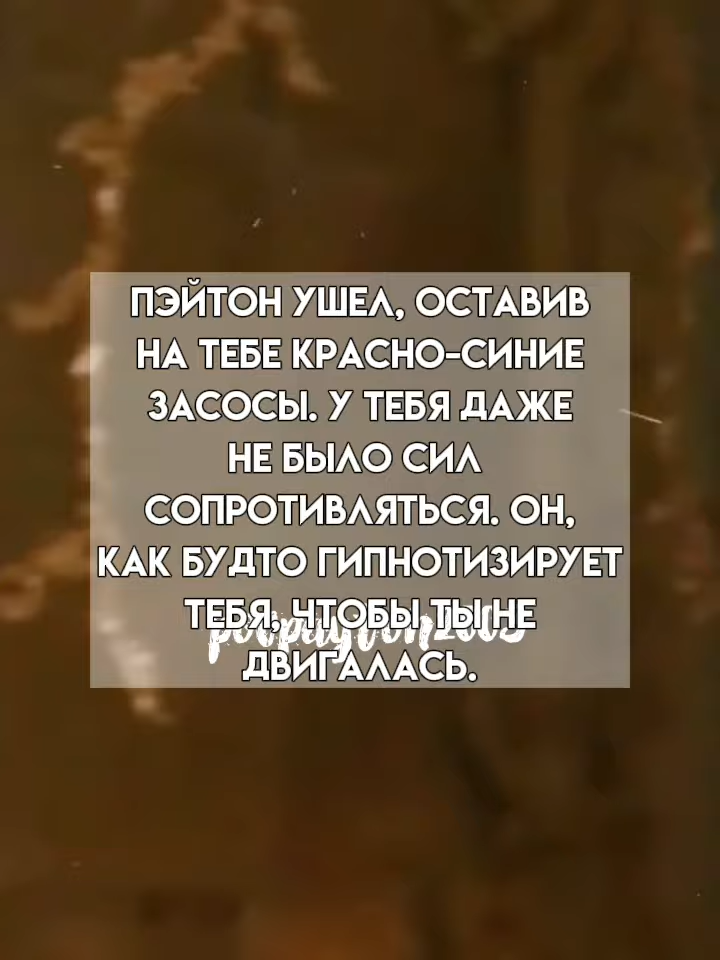 ПЭЙТОН УШЕЛ, ОСТАВИВ
НА ТЕБЕ КРАСНО-СИНИЕ
ЗАСОСЫ. У ТЕБЯ ДАЖЕ
НЕ БЫЛО СИЛ
СОПРОТИВЛЯТЬСЯ. ОН,
КАК БУДТО ГИПНОТИЗИРУЕТ
ТЕБЯ, ЧТОБЫ ТЫ НЕ
ДВИГАЛАСЬ.